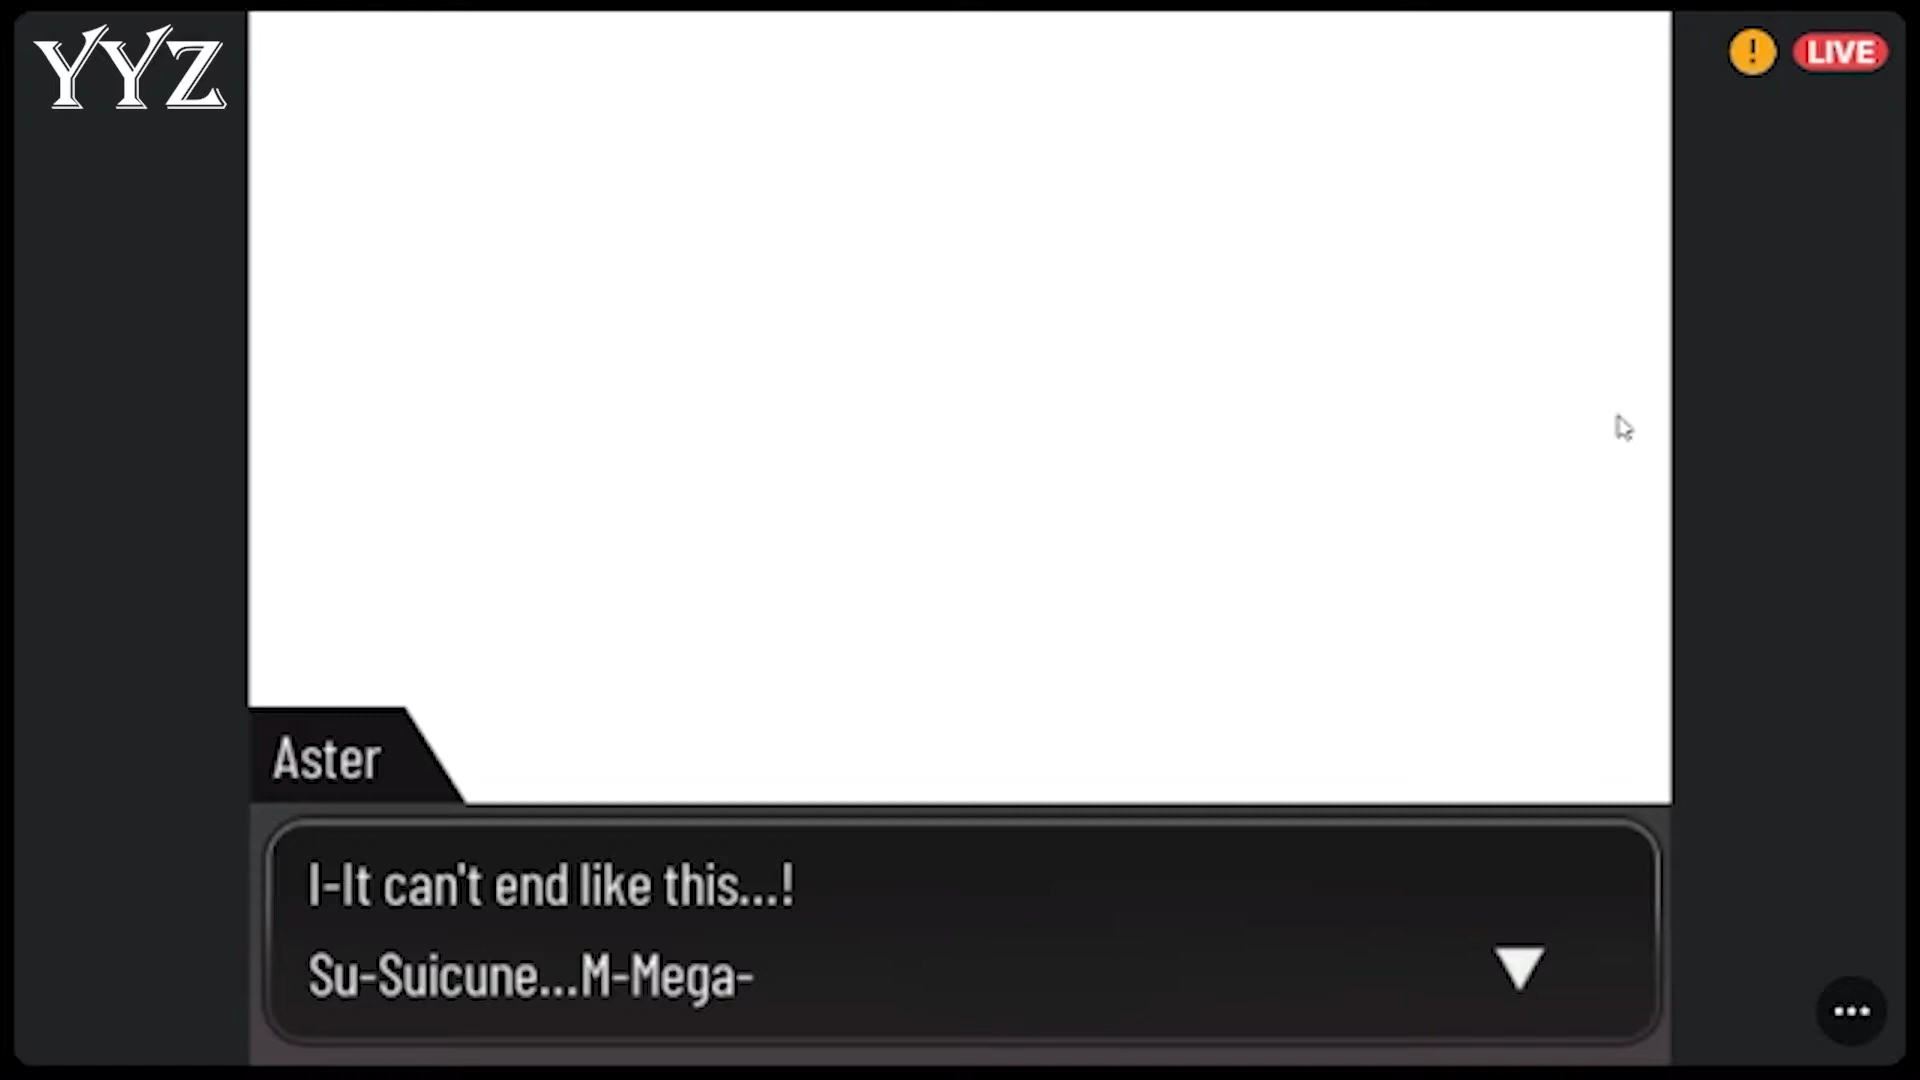 YYZ
! LIVE
Aster
I-It can't end like this...!
Su-Suicune...M-Mega-